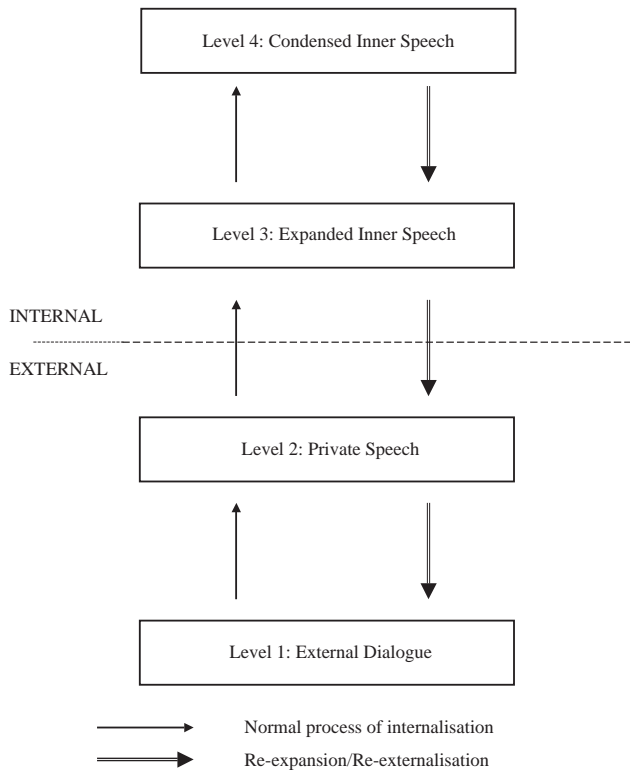 Level 4: Condensed Inner Speech
Level 3: Expanded Inner Speech
INTERNAL
EXTERNAL
Level 2: Private Speech
Level 1: External Dialogue
Normal process of internalisation
Re-expansion/Re-externalisation